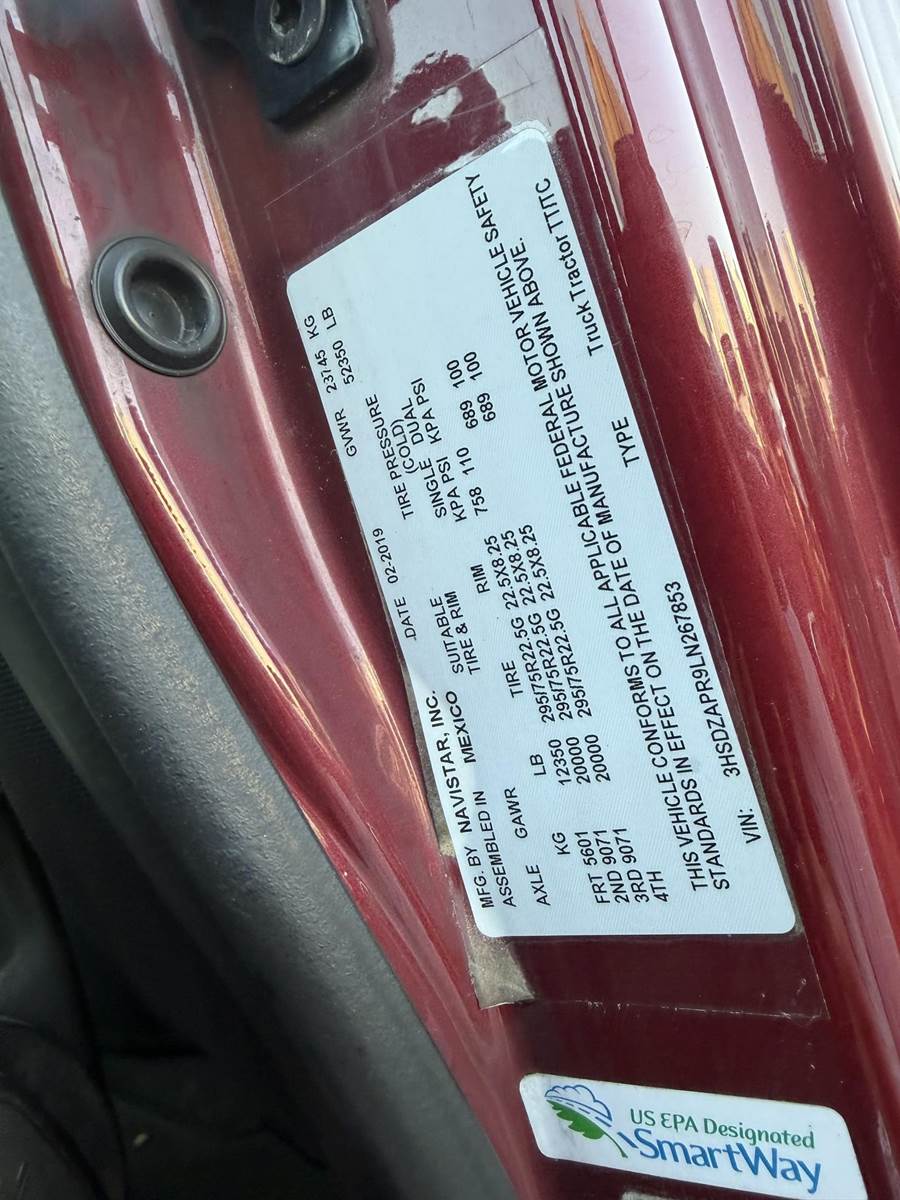 GVWR 23745 KG
52350 LB
MFG. BY NAVISTAR, INC. DATE 02-2019
ASSEMBLED IN MEXICO
SUITABLE TIRE PRESSURE
TIRE & RIM (COLD)
SINGLE DUAL
AXLE GAWR TIRE RIM KPA PSI KPA PSI
KG LB
FRT 5601 12350 295/75R22.5G 22.5X8.25 758 110
2ND 9071 20000 295/75R22.5G 22.5X8.25 689 100
3RD 9071 20000 295/75R22.5G 22.5X8.25 689 100
4TH
THIS VEHICLE CONFORMS TO ALL APPLICABLE FEDERAL MOTOR VEHICLE SAFETY
STANDARDS IN EFFECT ON THE DATE OF MANUFACTURE SHOWN ABOVE.
VIN: 3HSDZAPR9LN267853 TYPE Truck Tractor TT/TC
US EPA Designated
SmartWay